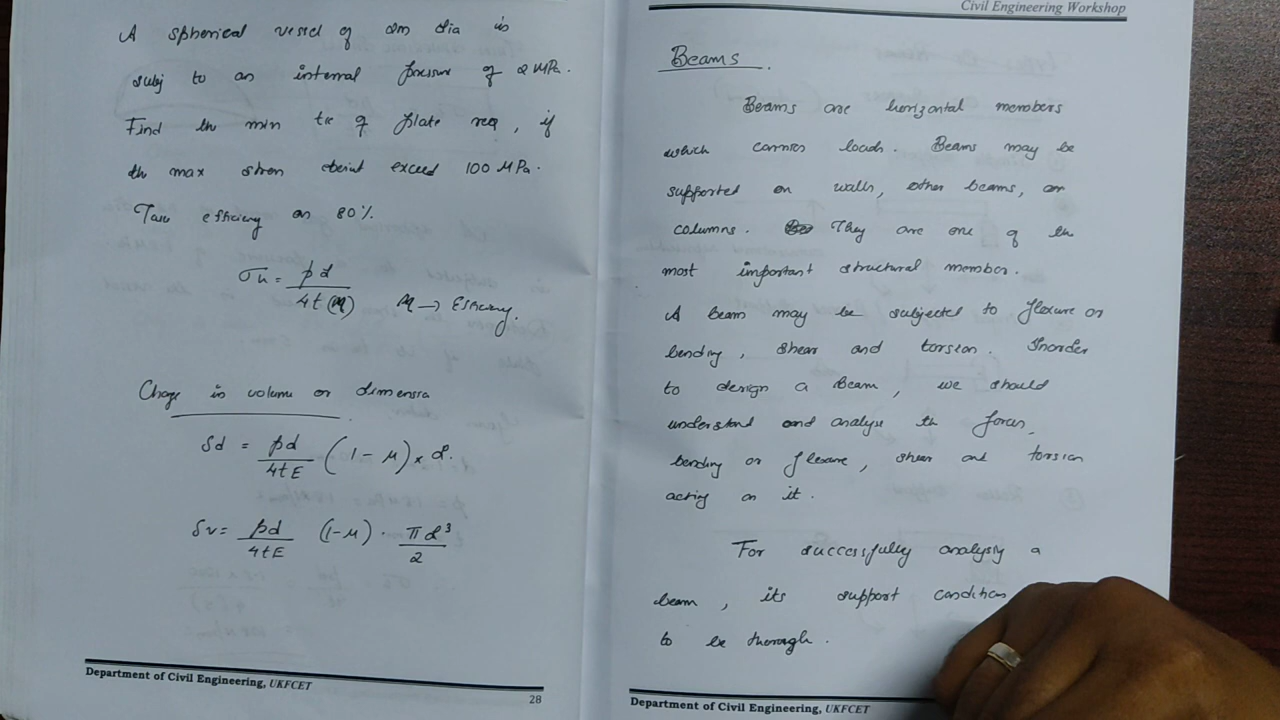 A spherical vessel of 2m dia is
subj to an internal pressure of 2 MPa.
Find the min tk of plate req, if
the max stress exceed 100 MPa.
Take efficiency as 80%.
σh = pd / 4t(η) η → Efficiency.
Change in volume or dimension
δd = pd / 4tE (1 - μ) × d.
δv = pd / 4tE (1-μ) · πd³ / 2
Department of Civil Engineering, UKFCET
28
Civil Engineering Workshop
Beams.
Beams are horizontal members
which carries loads. Beams may be
supported on walls, other beams, or
columns. They are one of the
most important structural member.
A beam may be subjected to flexure or
bending, shear and torsion. Inorder
to design a beam, we should
understand and analyse the forces,
bending or flexure, shear and torsion
acting on it.
For successfully analysing a
beam, its support condition
to be thorough.
Department of Civil Engineering, UKFCET